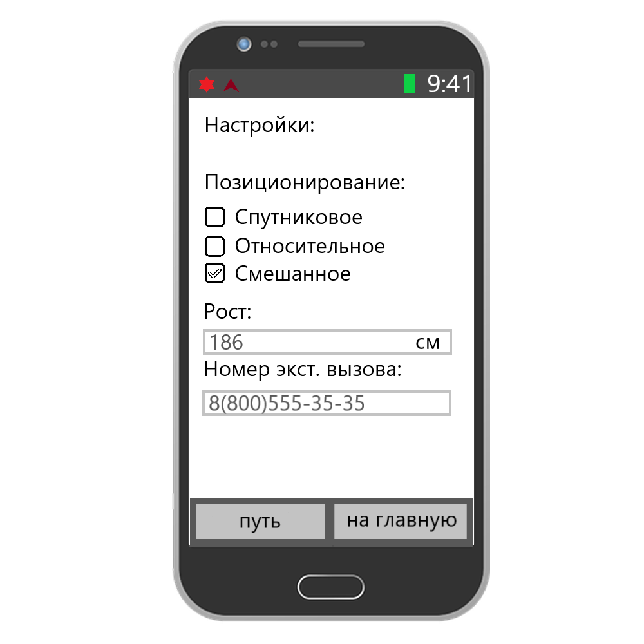 9:41
Настройки:
Позиционирование:
Спутниковое
Относительное
Смешанное
Рост:
186 см
Номер экст. вызова:
8(800)555-35-35
путь на главную